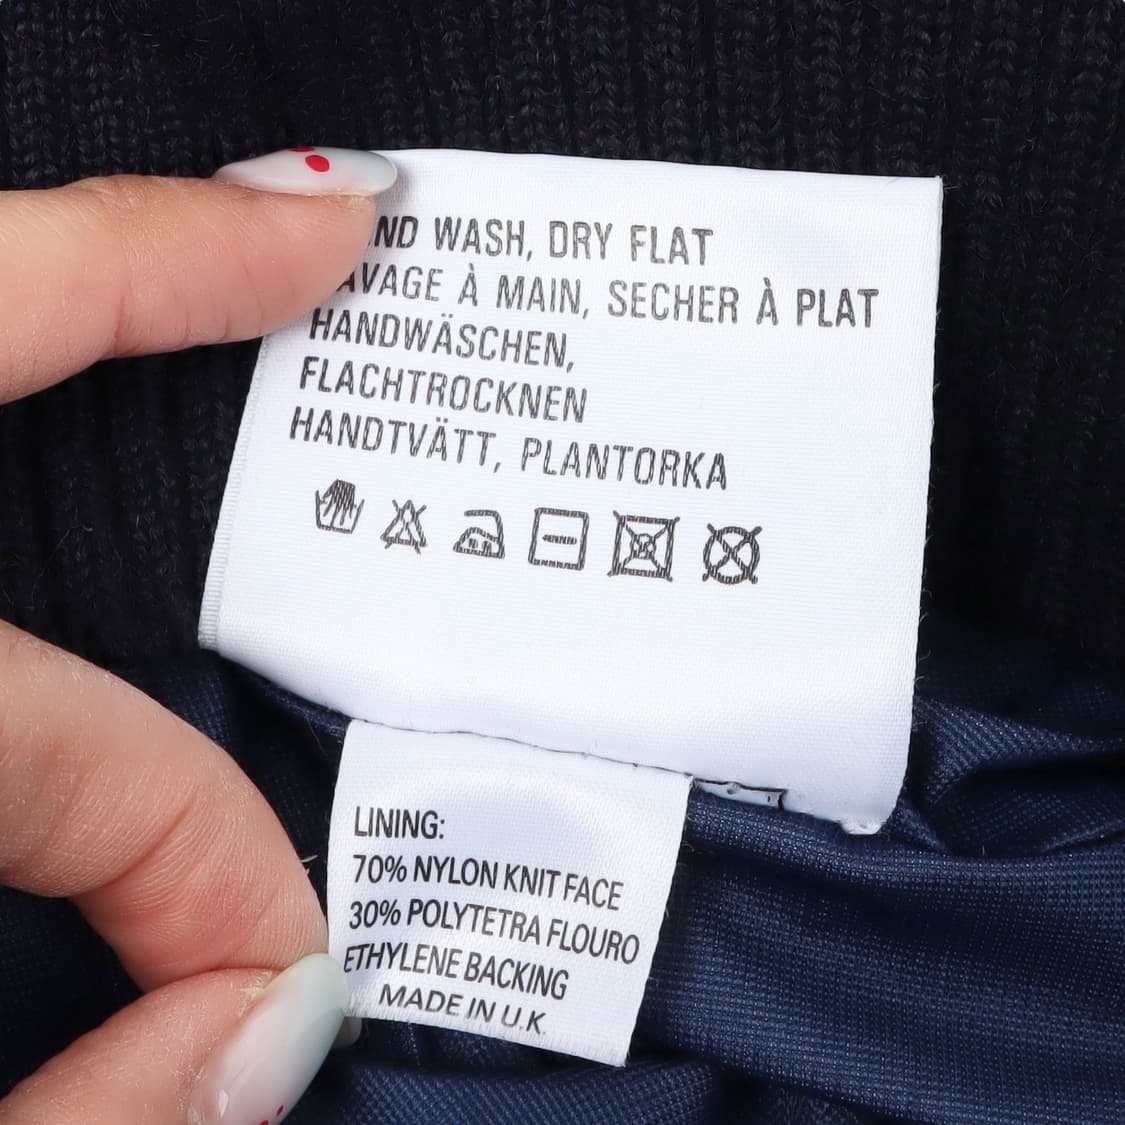 ND WASH, DRY FLAT
AVAGE À MAIN, SECHER À PLAT
HANDWÄSCHEN,
FLACHTROCKNEN
HANDTVÄTT, PLANTORKA
LINING:
70% NYLON KNIT FACE
30% POLYTETRA FLOURO
ETHYLENE BACKING
MADE IN U.K.